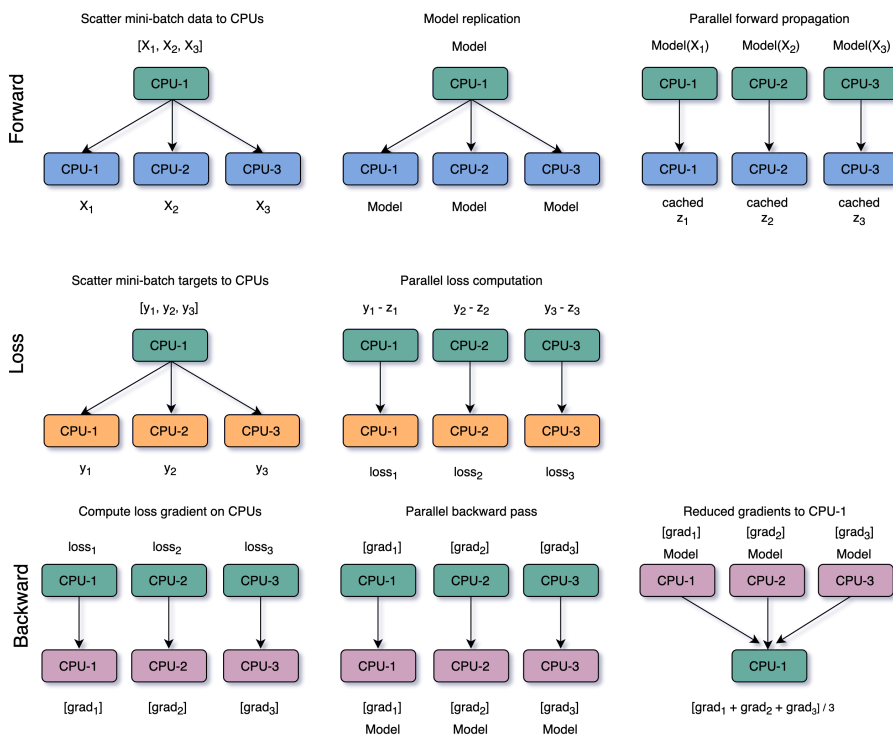 Forward
Scatter mini-batch data to CPUs
[X₁, X₂, X₃]
CPU-1
CPU-1 CPU-2 CPU-3
X₁ X₂ X₃
Model replication
Model
CPU-1
CPU-1 CPU-2 CPU-3
Model Model Model
Parallel forward propagation
Model(X₁) Model(X₂) Model(X₃)
CPU-1 CPU-2 CPU-3
CPU-1 CPU-2 CPU-3
cached cached cached
z₁ z₂ z₃
Loss
Scatter mini-batch targets to CPUs
[y₁, y₂, y₃]
CPU-1
CPU-1 CPU-2 CPU-3
y₁ y₂ y₃
Parallel loss computation
y₁ - z₁ y₂ - z₂ y₃ - z₃
CPU-1 CPU-2 CPU-3
CPU-1 CPU-2 CPU-3
loss₁ loss₂ loss₃
Backward
Compute loss gradient on CPUs
loss₁ loss₂ loss₃
CPU-1 CPU-2 CPU-3
CPU-1 CPU-2 CPU-3
[grad₁] [grad₂] [grad₃]
Parallel backward pass
[grad₁] [grad₂] [grad₃]
CPU-1 CPU-2 CPU-3
CPU-1 CPU-2 CPU-3
[grad₁] [grad₂] [grad₃]
Model Model Model
Reduced gradients to CPU-1
[grad₁] [grad₂] [grad₃]
Model Model Model
CPU-1 CPU-2 CPU-3
CPU-1
[grad₁ + grad₂ + grad₃] / 3